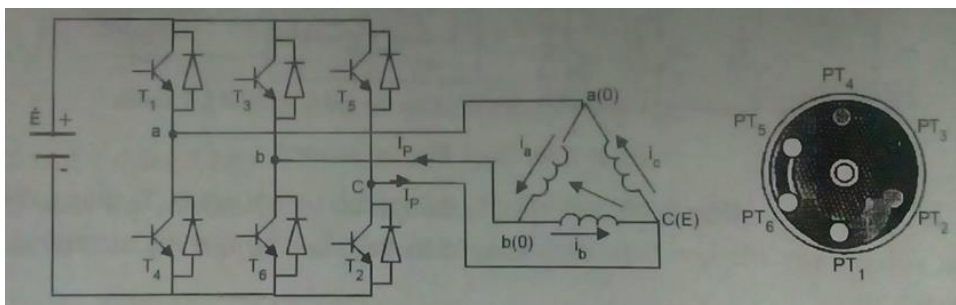 E + -
T1
T3
T5
a
b
C
T4
T6
T2
IP
IP
a(0)
ia
ic
b(0)
ib
C(E)
PT4
PT5
PT3
PT6
PT2
PT1